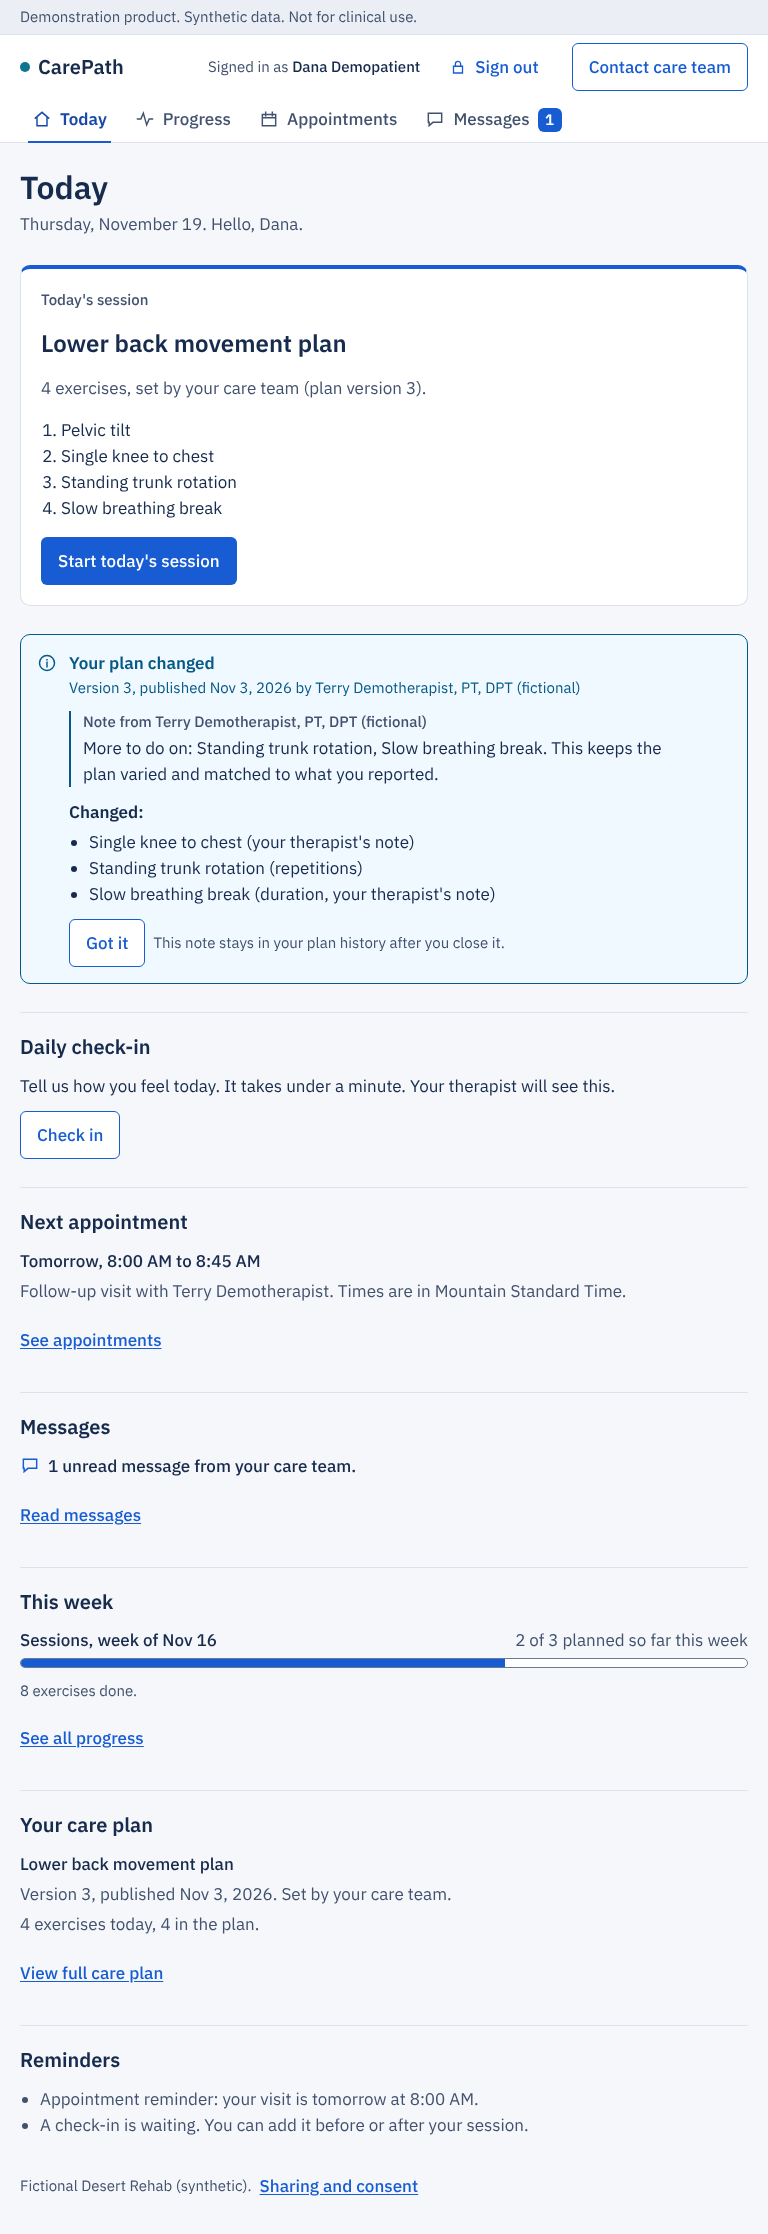 Demonstration product. Synthetic data. Not for clinical use.
CarePath
Signed in as Dana Demopatient
Sign out
Contact care team
Today
Progress
Appointments
Messages 1
Today
Thursday, November 19. Hello, Dana.
Today's session
Lower back movement plan
4 exercises, set by your care team (plan version 3).
1. Pelvic tilt
2. Single knee to chest
3. Standing trunk rotation
4. Slow breathing break
Start today's session
Your plan changed
Version 3, published Nov 3, 2026 by Terry Demotherapist, PT, DPT (fictional)
Note from Terry Demotherapist, PT, DPT (fictional)
More to do on: Standing trunk rotation, Slow breathing break. This keeps the
plan varied and matched to what you reported.
Changed:
Single knee to chest (your therapist's note)
Standing trunk rotation (repetitions)
Slow breathing break (duration, your therapist's note)
Got it
This note stays in your plan history after you close it.
Daily check-in
Tell us how you feel today. It takes under a minute. Your therapist will see this.
Check in
Next appointment
Tomorrow, 8:00 AM to 8:45 AM
Follow-up visit with Terry Demotherapist. Times are in Mountain Standard Time.
See appointments
Messages
1 unread message from your care team.
Read messages
This week
Sessions, week of Nov 16
2 of 3 planned so far this week
8 exercises done.
See all progress
Your care plan
Lower back movement plan
Version 3, published Nov 3, 2026. Set by your care team.
4 exercises today, 4 in the plan.
View full care plan
Reminders
Appointment reminder: your visit is tomorrow at 8:00 AM.
A check-in is waiting. You can add it before or after your session.
Fictional Desert Rehab (synthetic). Sharing and consent